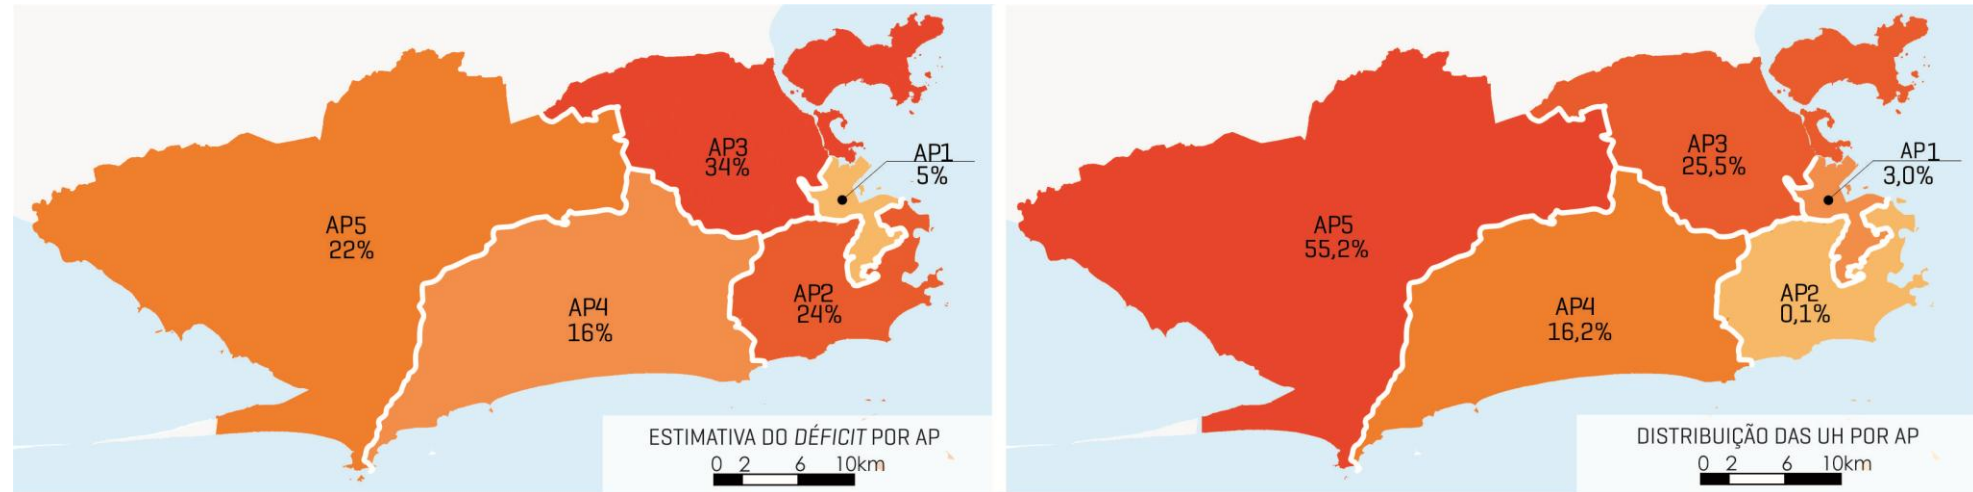 AP3
34%
AP1
5%
AP5
22%
AP4
16%
AP2
24%
ESTIMATIVA DO DÉFICIT POR AP
0 2 6 10km
AP3
25,5%
AP1
3,0%
AP5
55,2%
AP4
16,2%
AP2
0,1%
DISTRIBUIÇÃO DAS UH POR AP
0 2 6 10km